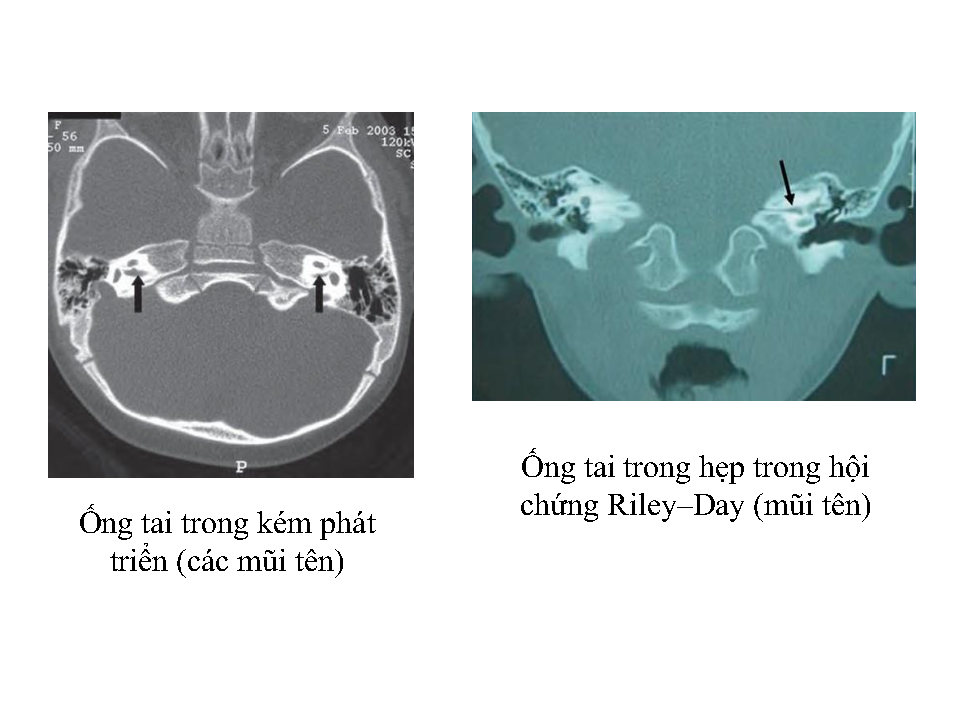 F
- 56
50 mm
5 Feb 2003 15
120k
SC
P
Ống tai trong kém phát
triển (các mũi tên)
Ống tai trong hẹp trong hội
chứng Riley–Day (mũi tên)